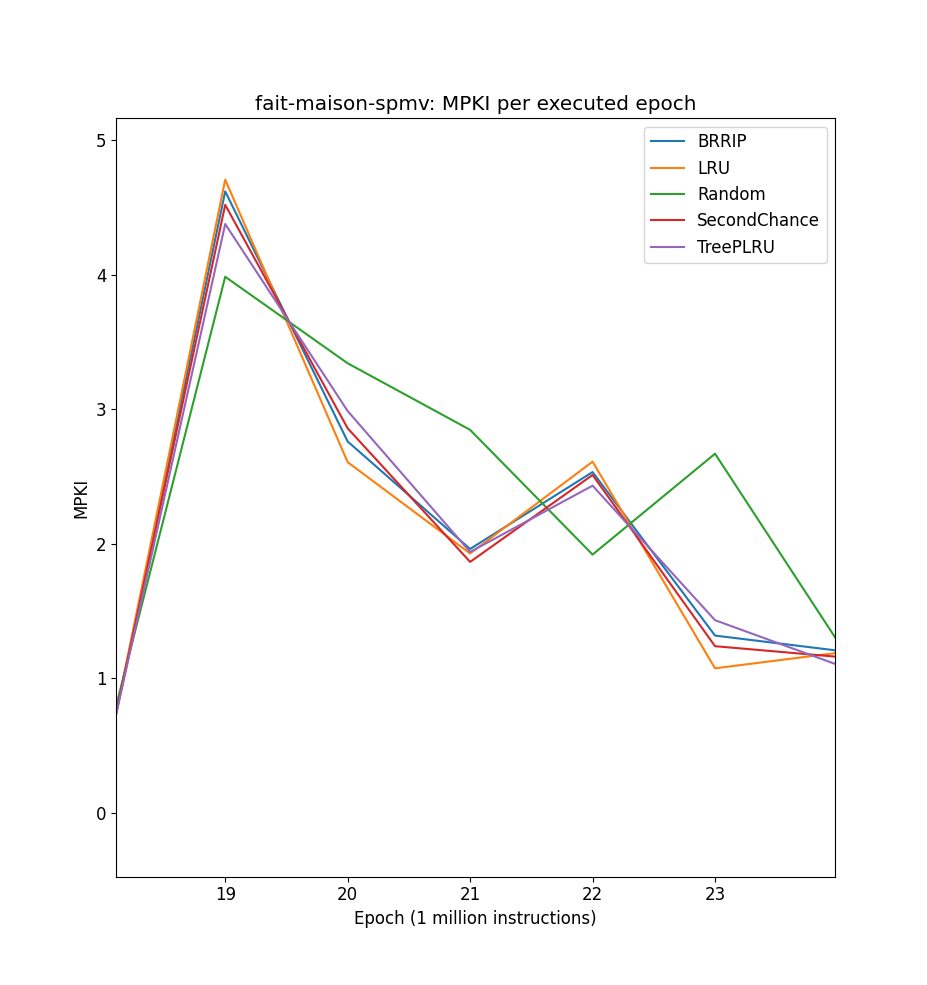 fait-maison-spmv: MPKI per executed epoch
BRRIP
LRU
Random
SecondChance
TreePLRU
5
4
3
2
1
0
MPKI
19 20 21 22 23
Epoch (1 million instructions)